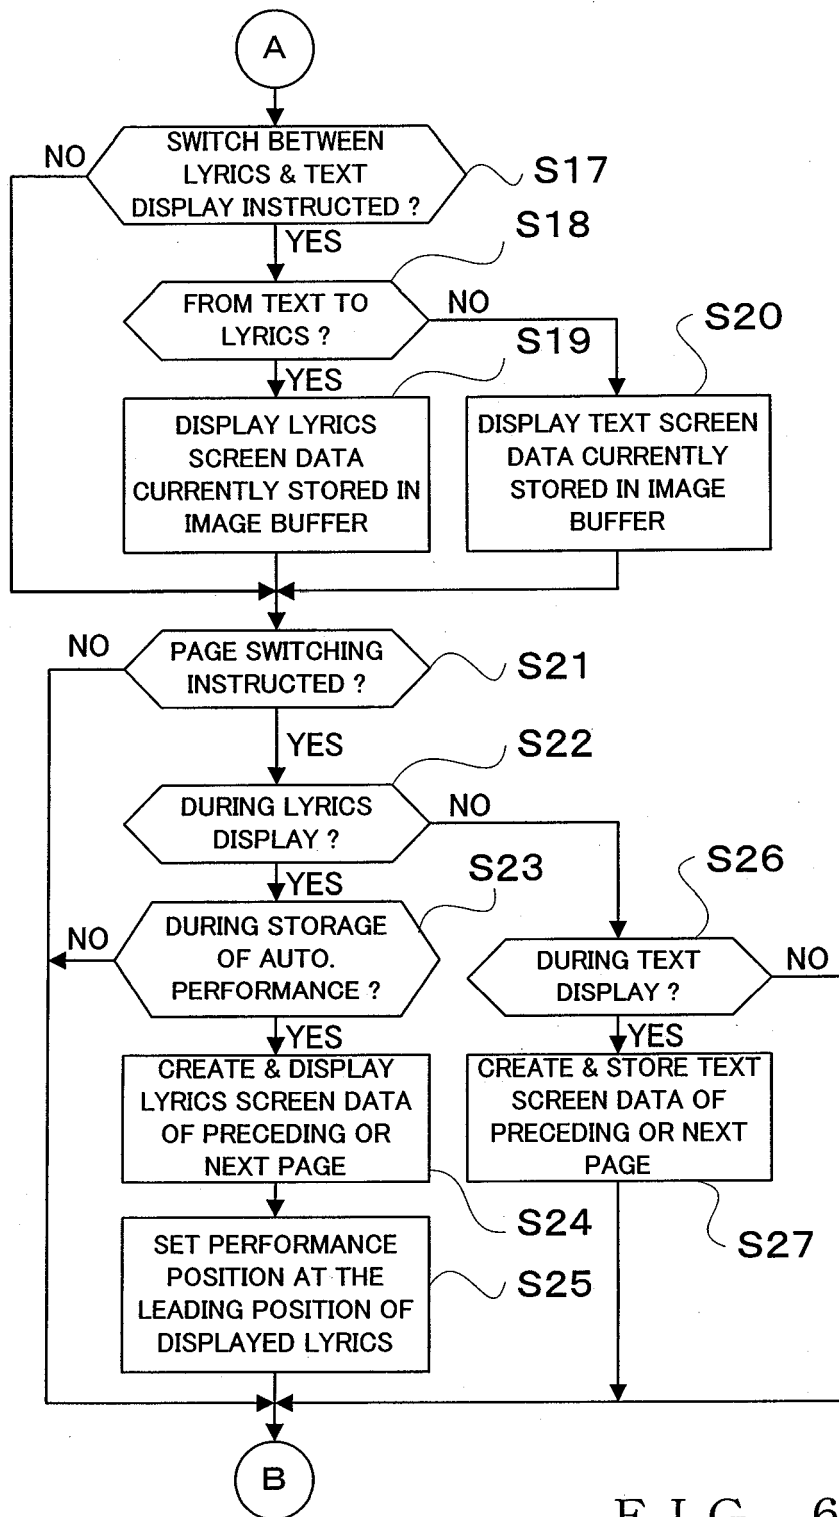 A
SWITCH BETWEEN
LYRICS & TEXT
DISPLAY INSTRUCTED ?
NO
S17
YES
S18
FROM TEXT TO
LYRICS ?
NO
S20
S19
YES
DISPLAY LYRICS
SCREEN DATA
CURRENTLY STORED IN
IMAGE BUFFER
DISPLAY TEXT SCREEN
DATA CURRENTLY
STORED IN IMAGE
BUFFER
NO
PAGE SWITCHING
INSTRUCTED ?
S21
YES
S22
DURING LYRICS
DISPLAY ?
NO
S26
YES
S23
NO
DURING STORAGE
OF AUTO.
PERFORMANCE ?
DURING TEXT
DISPLAY ?
NO
YES
YES
CREATE & DISPLAY
LYRICS SCREEN DATA
OF PRECEDING OR
NEXT PAGE
CREATE & STORE TEXT
SCREEN DATA OF
PRECEDING OR NEXT
PAGE
S24
S27
SET PERFORMANCE
POSITION AT THE
LEADING POSITION OF
DISPLAYED LYRICS
S25
B
FIG. 6